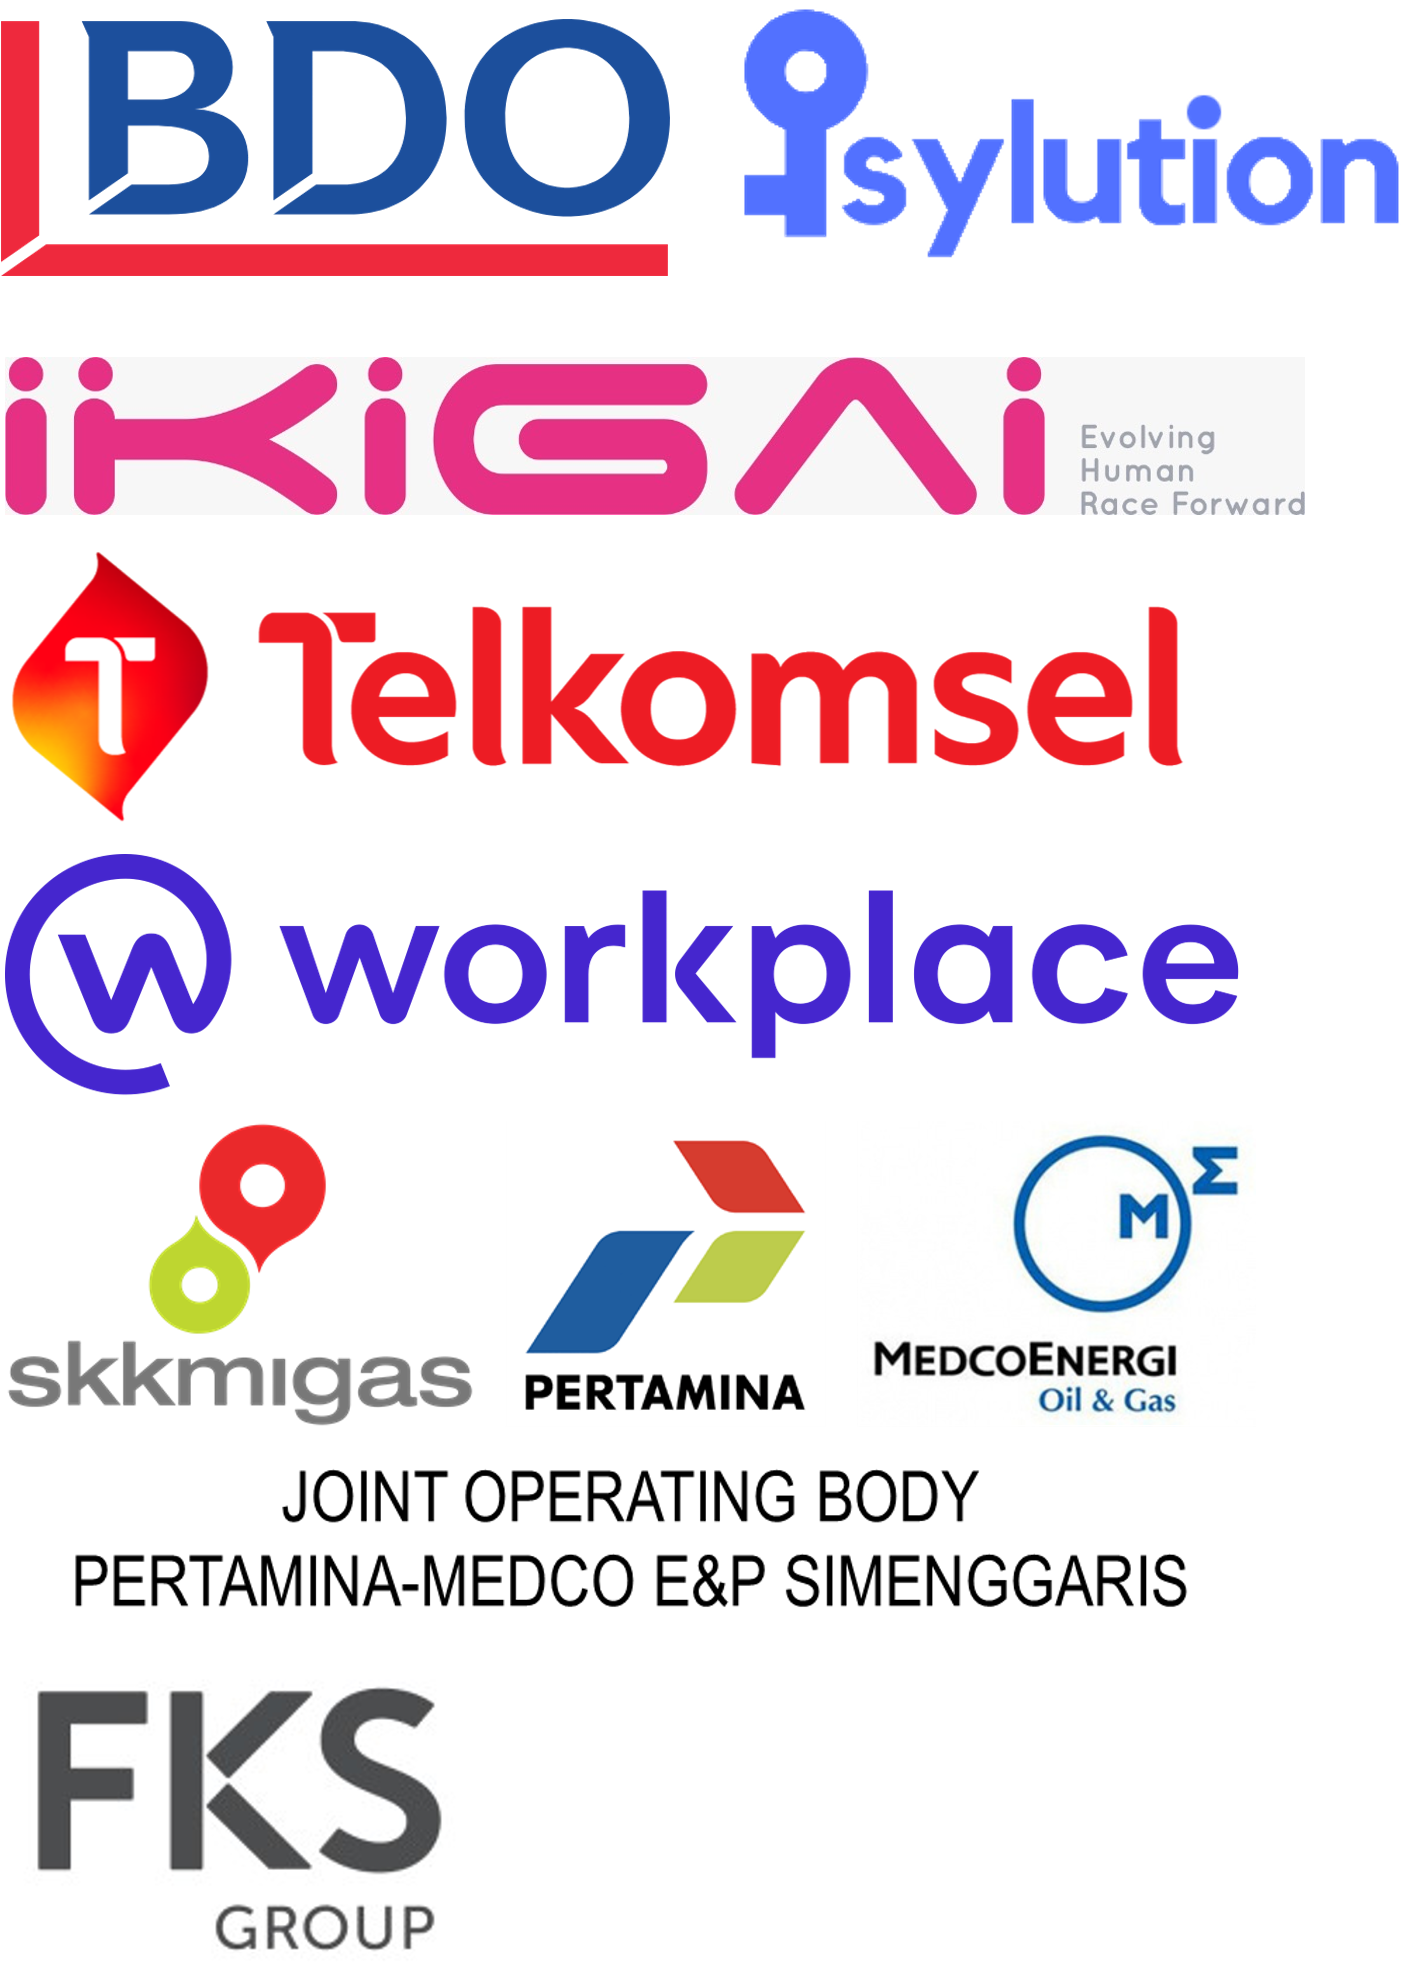 BDO
Psylution
iKiGAi
Evolving
Human
Race Forward
T Telkomsel
w workplace
skkmigas
PERTAMINA
M E
MEDCOENERGI
Oil & Gas
JOINT OPERATING BODY
PERTAMINA-MEDCO E&P SIMENGGARIS
FKS
GROUP